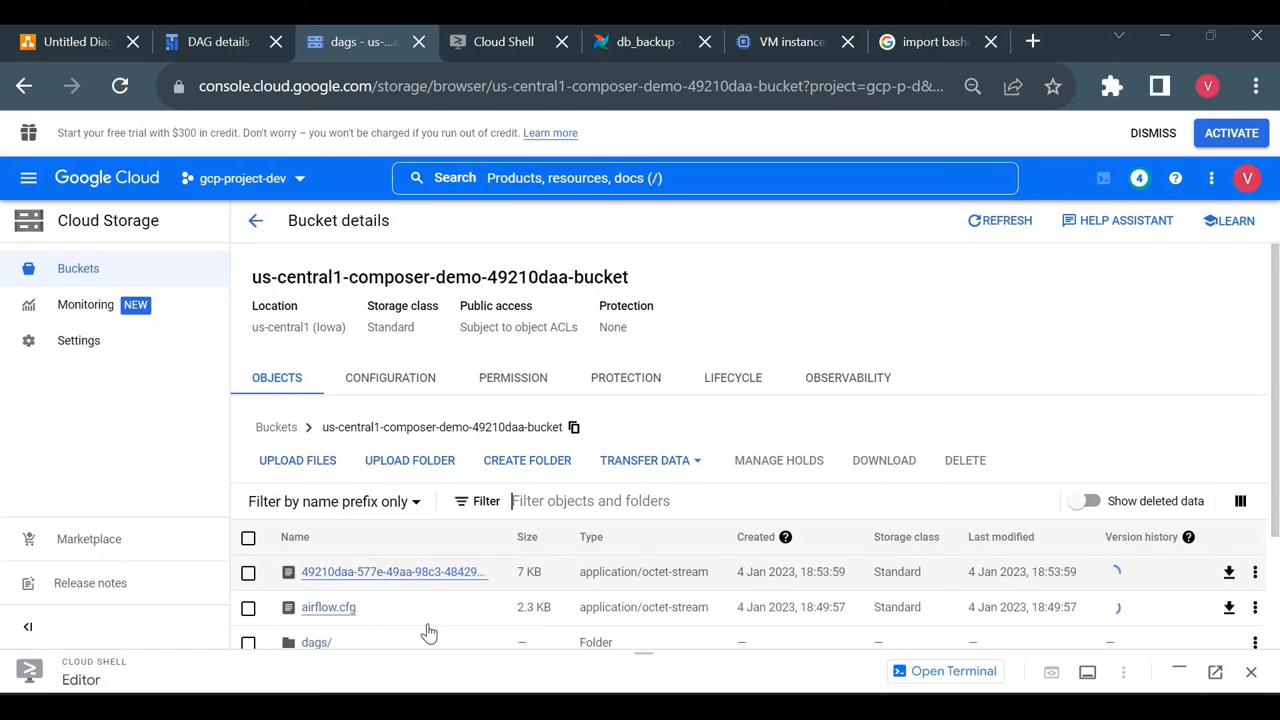 Untitled Dia
DAG details
dags - us-...
Cloud Shell
db_backup -
VM instance
import bash
console.cloud.google.com/storage/browser/us-central1-composer-demo-49210daa-bucket?project=gcp-p-d&...
V
Start your free trial with $300 in credit. Don't worry – you won't be charged if you run out of credit. Learn more
DISMISS
ACTIVATE
Google Cloud
gcp-project-dev
Search Products, resources, docs (/)
4
V
Cloud Storage
Bucket details
REFRESH
HELP ASSISTANT
LEARN
Buckets
Monitoring NEW
Settings
us-central1-composer-demo-49210daa-bucket
Location Storage class Public access Protection
us-central1 (Iowa) Standard Subject to object ACLs None
OBJECTS CONFIGURATION PERMISSION PROTECTION LIFECYCLE OBSERVABILITY
Buckets us-central1-composer-demo-49210daa-bucket
UPLOAD FILES UPLOAD FOLDER CREATE FOLDER TRANSFER DATA MANAGE HOLDS DOWNLOAD DELETE
Filter by name prefix only Filter Filter objects and folders Show deleted data
Name Size Type Created Storage class Last modified Version history
49210daa-577e-49aa-98c3-48429... 7 KB application/octet-stream 4 Jan 2023, 18:53:59 Standard 4 Jan 2023, 18:53:59
airflow.cfg 2.3 KB application/octet-stream 4 Jan 2023, 18:49:57 Standard 4 Jan 2023, 18:49:57
dags/ — Folder — — — —
Marketplace
Release notes
CLOUD SHELL
Editor
Open Terminal